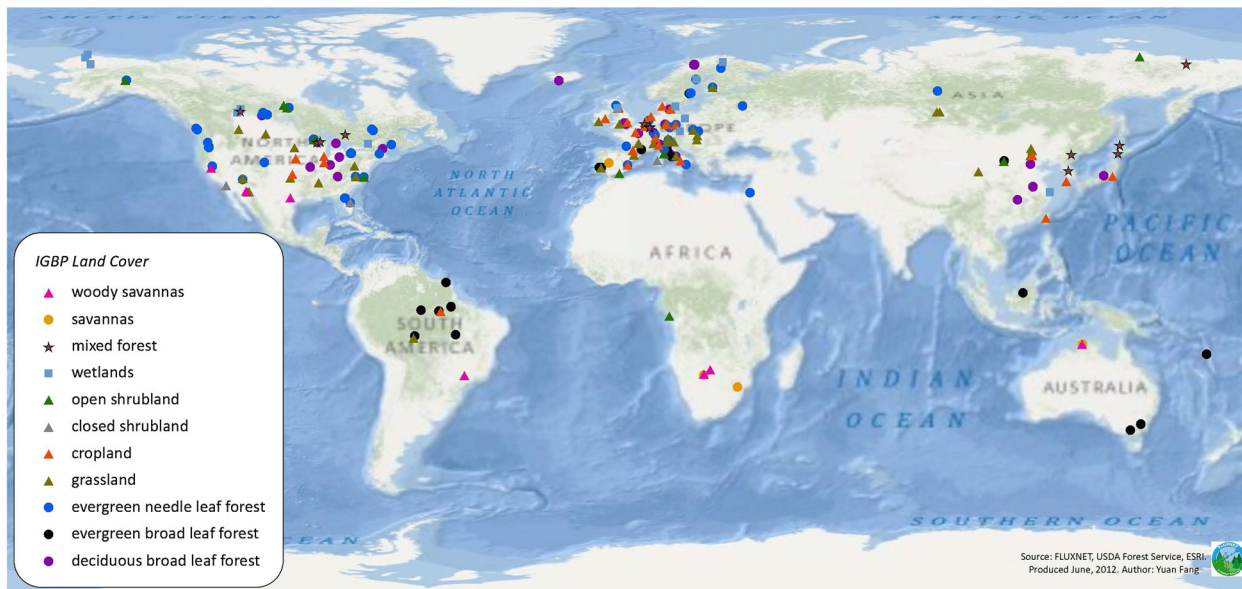 ARCTIC OCEAN
ARCTIC OCEAN
ASIA
EUROPE
NORTH
AMERICA
NORTH
ATLANTIC
OCEAN
PACIFIC
OCEAN
AFRICA
SOUTH
AMERICA
INDIAN
OCEAN
AUSTRALIA
IGBP Land Cover
woody savannas
savannas
mixed forest
wetlands
open shrubland
closed shrubland
cropland
grassland
evergreen needle leaf forest
evergreen broad leaf forest
deciduous broad leaf forest
SOUTHERN OCEAN
Source: FLUXNET, USDA Forest Service, ESRI.
Produced June, 2012. Author: Yuan Fang